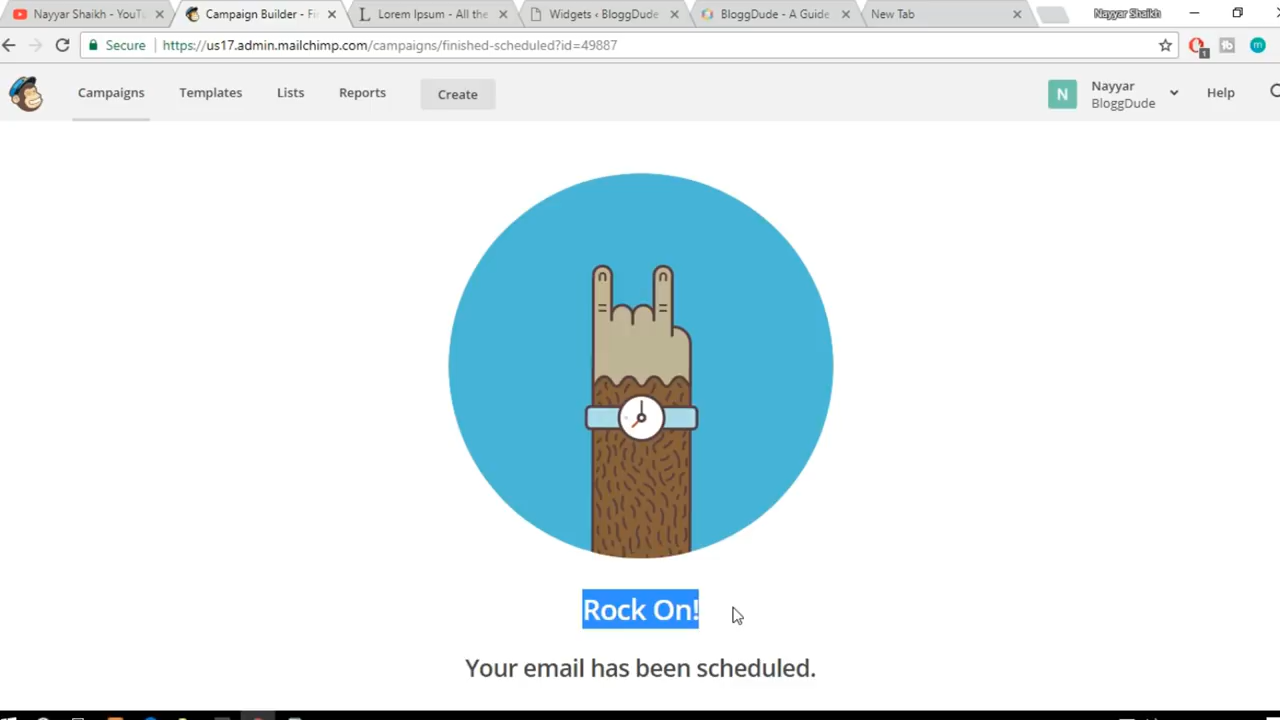 Nayyar Shaikh - YouTu
Campaign Builder - Fi
Lorem Ipsum - All the
Widgets ‹ BloggDude
BloggDude - A Guide
New Tab
Nayyar Shaikh
Secure
https://us17.admin.mailchimp.com/campaigns/finished-scheduled?id=49887
1
tb
m
Campaigns
Templates
Lists
Reports
Create
N
Nayyar
BloggDude
Help
Rock On!
Your email has been scheduled.